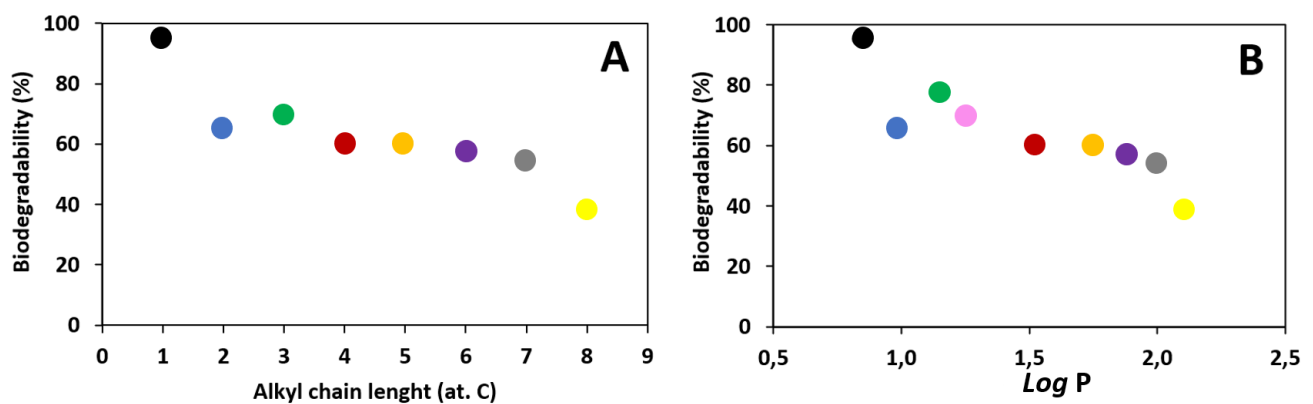 A
Biodegradability (%)
100
80
60
40
20
0
0 1 2 3 4 5 6 7 8 9
Alkyl chain lenght (at. C)
B
Biodegradability (%)
100
80
60
40
20
0
0,5 1,0 1,5 2,0 2,5
Log P